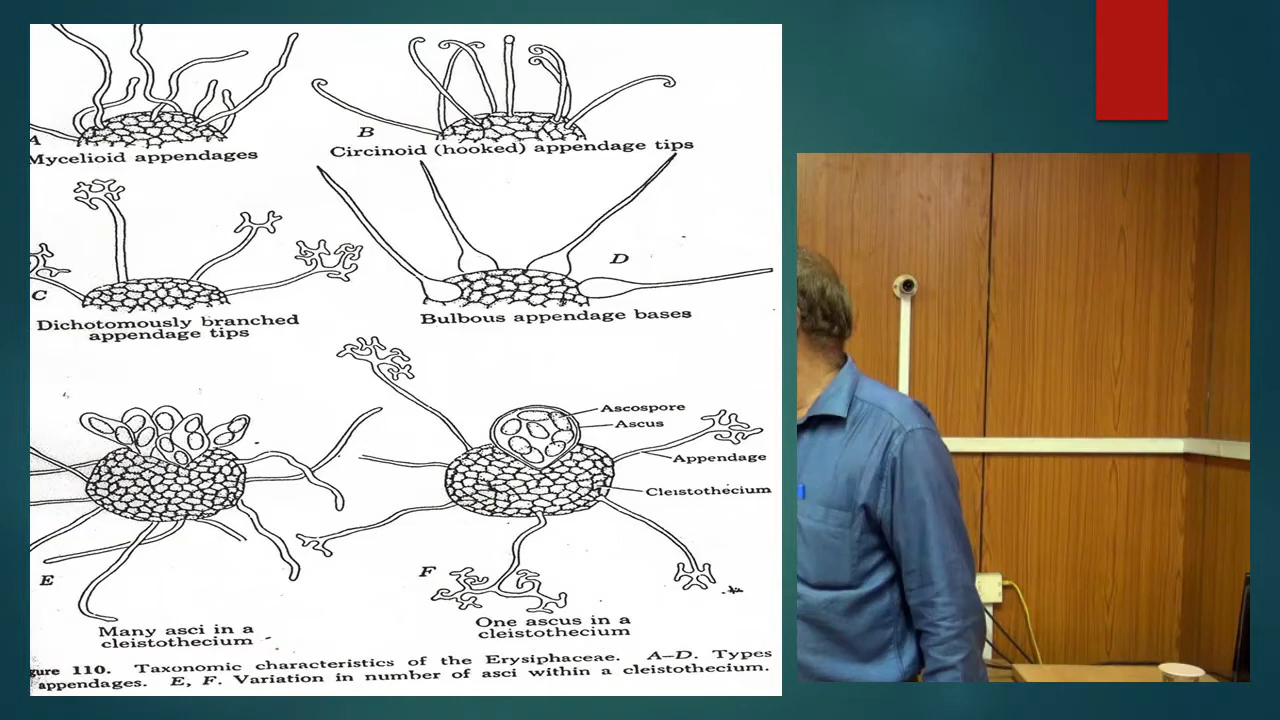 A
Mycelioid appendages
B
Circinoid (hooked) appendage tips
C
Dichotomously branched
appendage tips
D
Bulbous appendage bases
Ascospore
Ascus
Appendage
Cleistothecium
E
Many asci in a
cleistothecium
F
One ascus in a
cleistothecium
gure 110. Taxonomic characteristics of the Erysiphaceae. A–D. Types
appendages. E, F. Variation in number of asci within a cleistothecium.